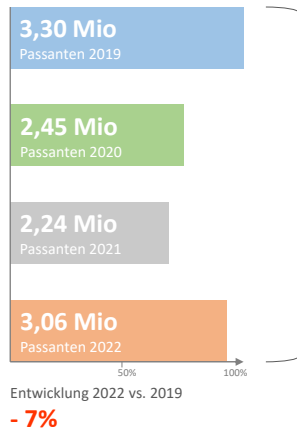 3,30 Mio
Passanten 2019
2,45 Mio
Passanten 2020
2,24 Mio
Passanten 2021
3,06 Mio
Passanten 2022
50% 100%
Entwicklung 2022 vs. 2019
- 7%